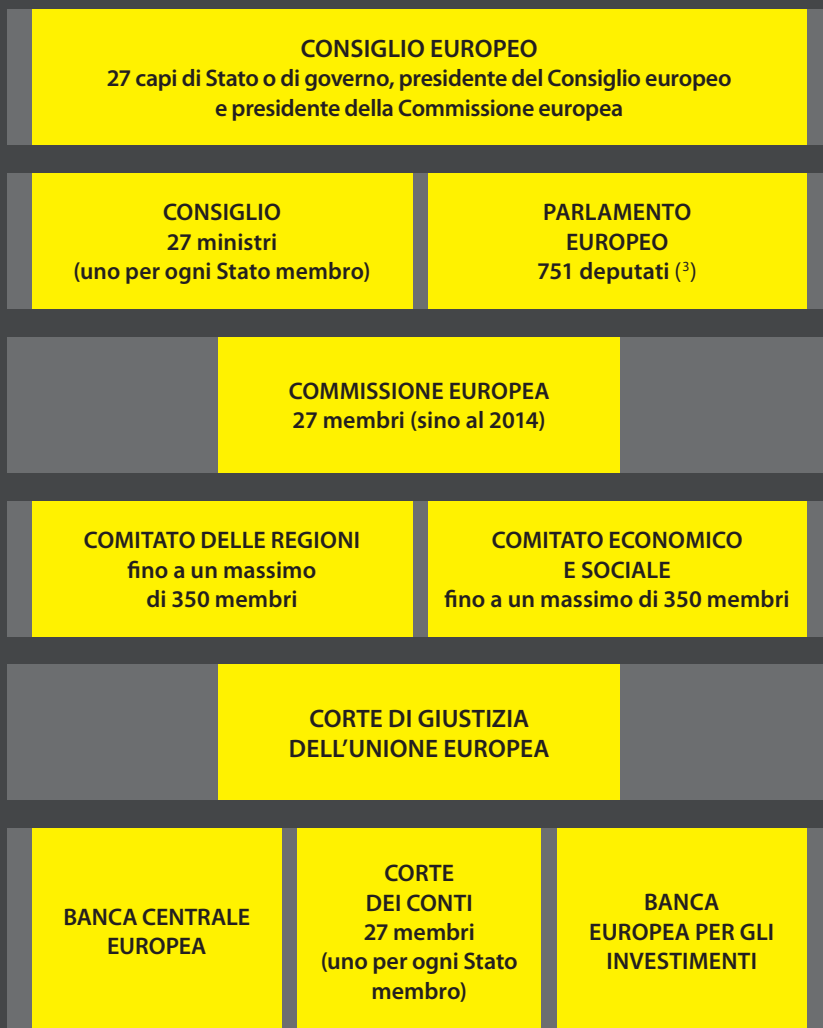 CONSIGLIO EUROPEO
27 capi di Stato o di governo, presidente del Consiglio europeo
e presidente della Commissione europea
CONSIGLIO
27 ministri
(uno per ogni Stato membro)
PARLAMENTO
EUROPEO
751 deputati (³)
COMMISSIONE EUROPEA
27 membri (sino al 2014)
COMITATO DELLE REGIONI
fino a un massimo
di 350 membri
COMITATO ECONOMICO
E SOCIALE
fino a un massimo di 350 membri
CORTE DI GIUSTIZIA
DELL’UNIONE EUROPEA
BANCA CENTRALE
EUROPEA
CORTE
DEI CONTI
27 membri
(uno per ogni Stato
membro)
BANCA
EUROPEA PER GLI
INVESTIMENTI